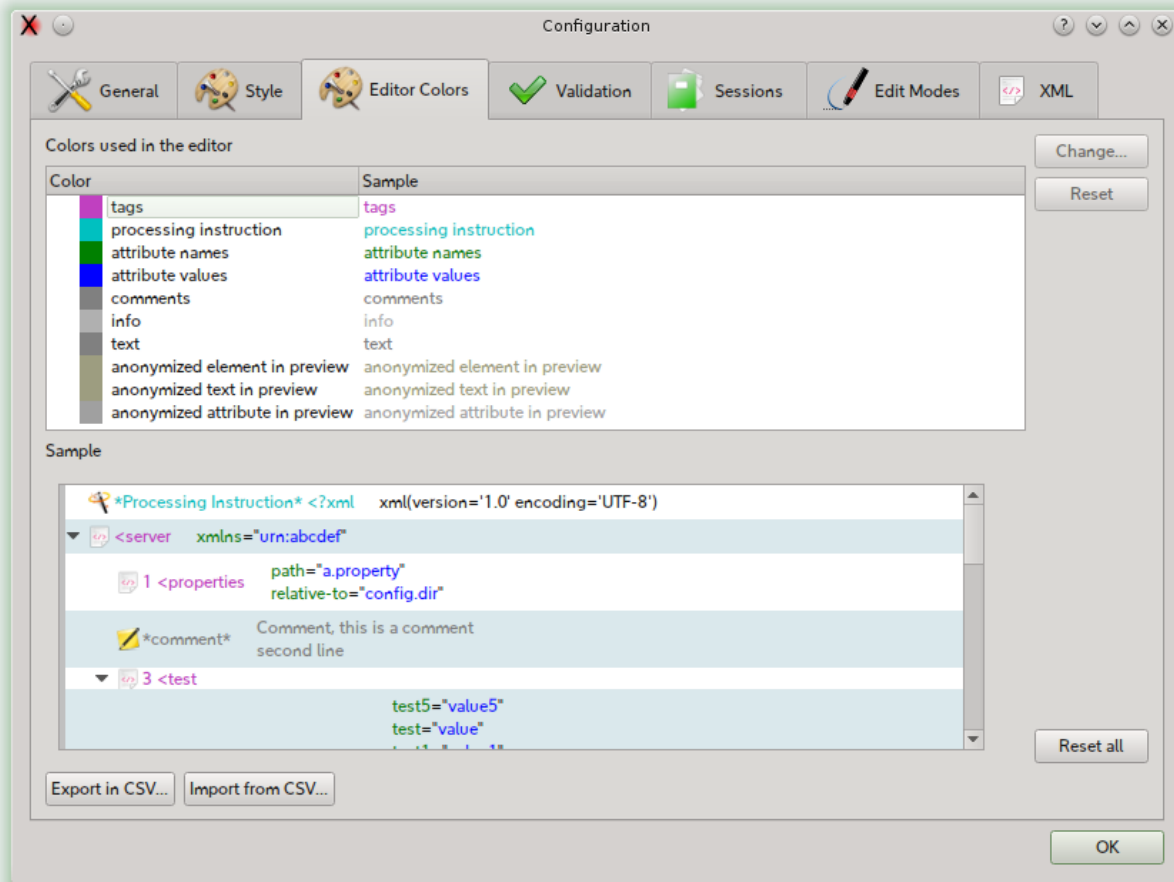 Configuration
General Style Editor Colors Validation Sessions Edit Modes XML
Colors used in the editor
Change...
Color Sample
Reset
tags tags
processing instruction processing instruction
attribute names attribute names
attribute values attribute values
comments comments
info info
text text
anonymized element in preview anonymized element in preview
anonymized text in preview anonymized text in preview
anonymized attribute in preview anonymized attribute in preview
Sample
*Processing Instruction* <?xml xml(version='1.0' encoding='UTF-8')
<server xmlns="urn:abcdef"
1 <properties path="a.property"
relative-to="config.dir"
*comment* Comment, this is a comment
second line
3 <test
test5="value5"
test="value"
Reset all
Export in CSV... Import from CSV...
OK